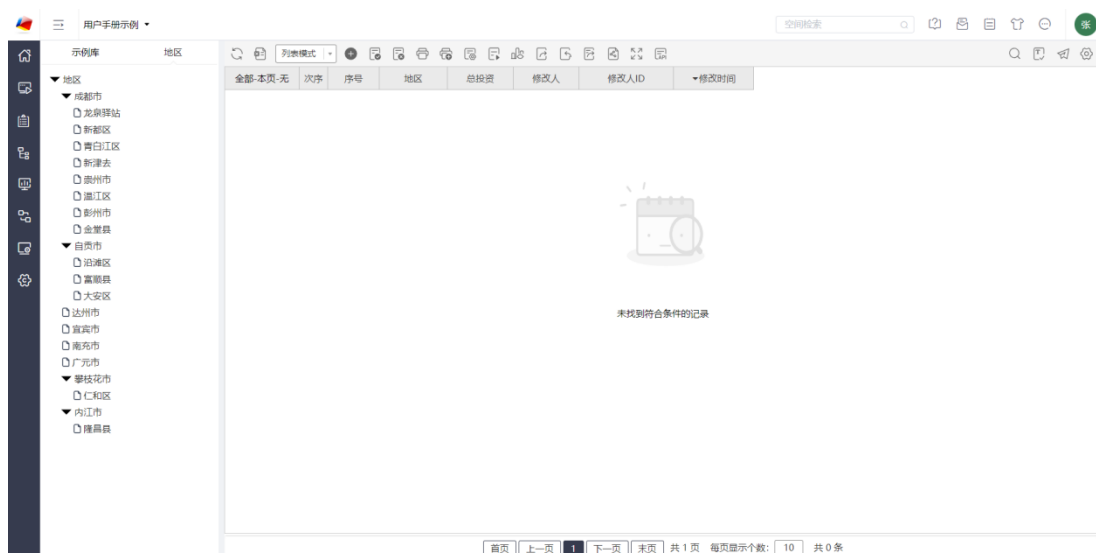 用户手册示例
空间检索
张
示例库 地区
列表模式
地区
成都市
龙泉驿站
新都区
青白江区
新津去
崇州市
温江区
彭州市
金堂县
自贡市
沿滩区
富顺县
大安区
达州市
宜宾市
南充市
广元市
攀枝花市
仁和区
内江市
隆昌县
全部-本页-无 次序 序号 地区 总投资 修改人 修改人ID 修改时间
未找到符合条件的记录
首页 上一页 1 下一页 末页 共 1 页 每页显示个数: 10 共 0 条